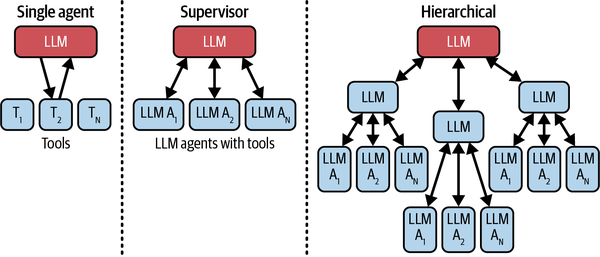 Single agent
LLM
T1
T2
TN
Tools
Supervisor
LLM
LLM A1
LLM A2
LLM AN
LLM agents with tools
Hierarchical
LLM
LLM
LLM
LLM
LLM
A1
LLM
A2
LLM
AN
LLM
A1
LLM
A2
LLM
AN
LLM
A1
LLM
A2
LLM
AN